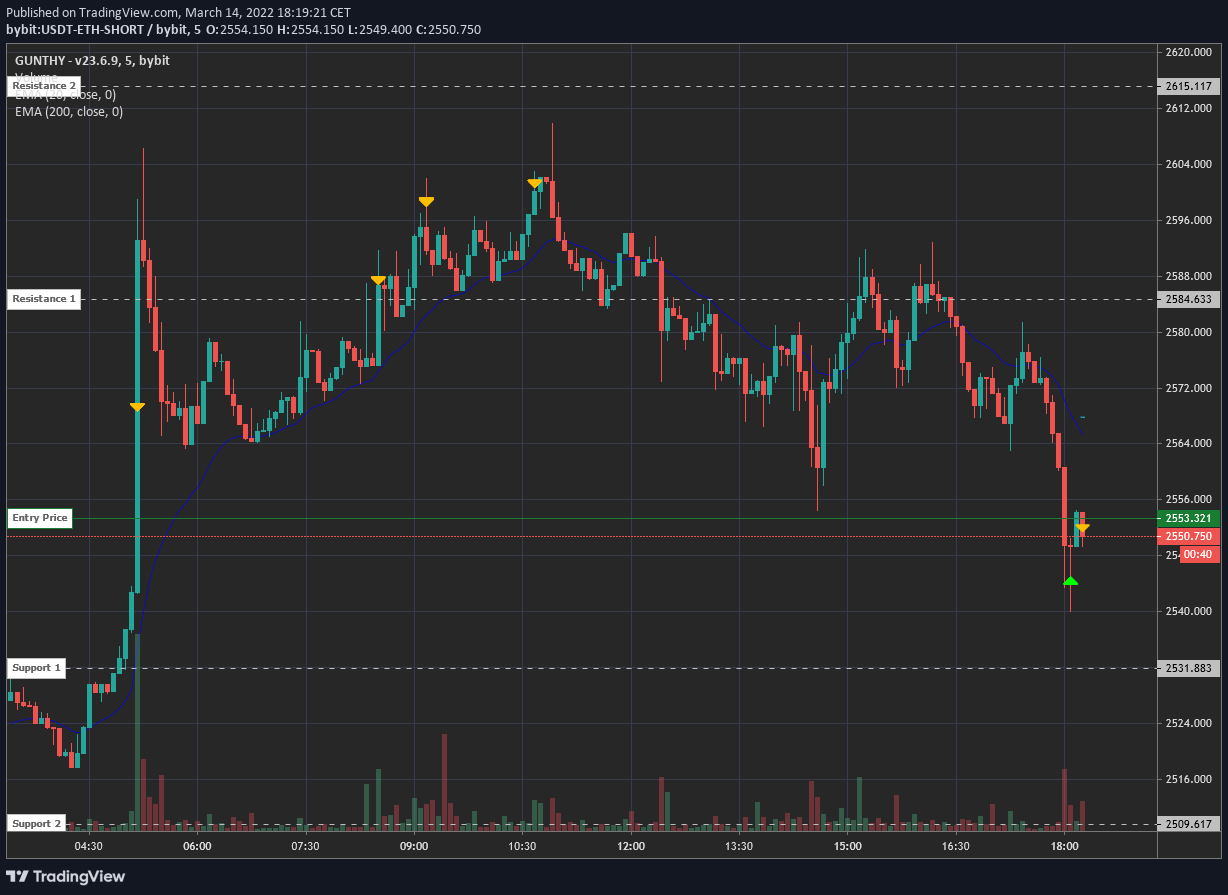 Published on TradingView.com, March 14, 2022 18:19:21 CET
bybit:USDT-ETH-SHORT / bybit, 5 O:2554.150 H:2554.150 L:2549.400 C:2550.750
GUNTHY - v23.6.9, 5, bybit
Volume
Resistance 2
EMA (20, close, 0)
EMA (200, close, 0)
2620.000
2615.117
2612.000
2604.000
2596.000
2588.000
Resistance 1
2584.633
2580.000
2572.000
2564.000
2556.000
Entry Price
2553.321
2550.750
00:40
2540.000
Support 1
2531.883
2524.000
2516.000
Support 2
2509.617
04:30 06:00 07:30 09:00 10:30 12:00 13:30 15:00 16:30 18:00
TradingView